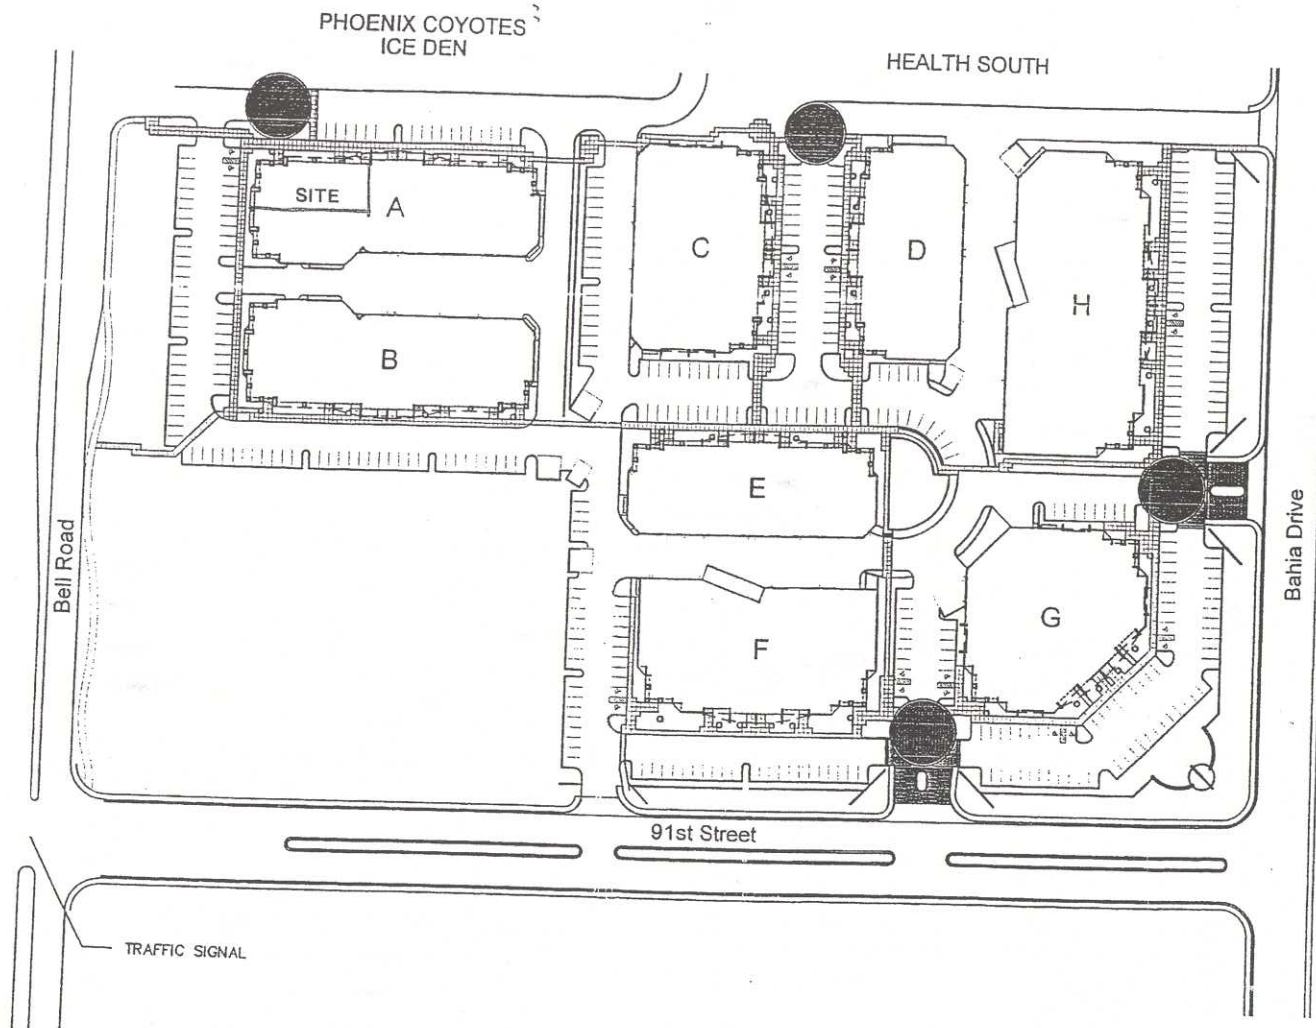 PHOENIX COYOTES
ICE DEN
HEALTH SOUTH
SITE
A
B
C
D
H
E
F
G
Bell Road
Bahia Drive
91st Street
TRAFFIC SIGNAL